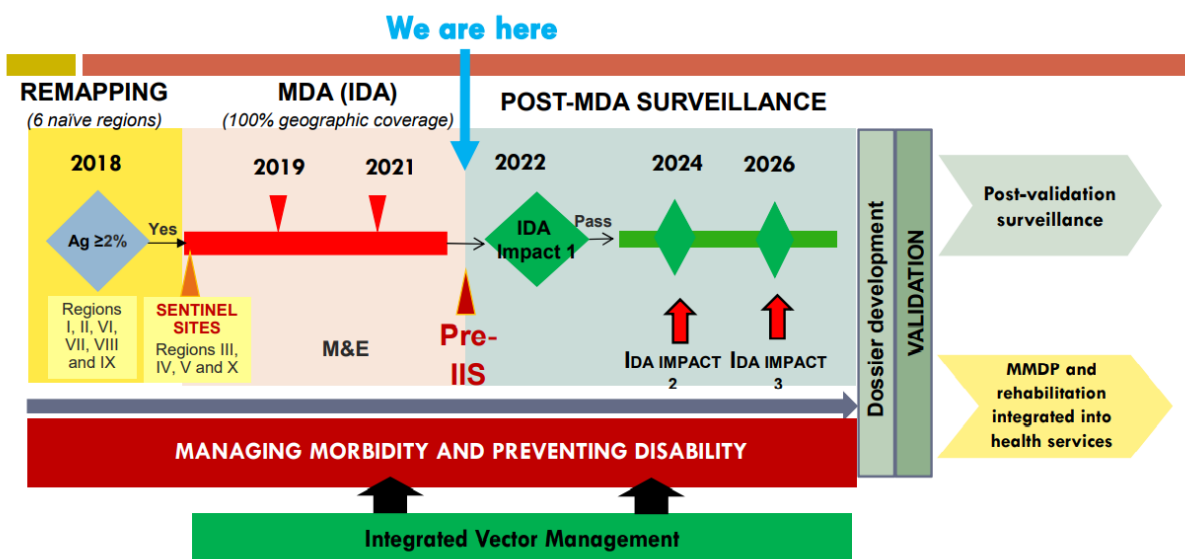 We are here
REMAPPING
(6 naïve regions)
MDA (IDA)
(100% geographic coverage)
POST-MDA SURVEILLANCE
2018
2019
2021
2022
2024
2026
Ag ≥2%
Yes
IDA
Impact 1
Pass
Regions
I, II, VI,
VII, VIII
and IX
SENTINEL
SITES
Regions III,
IV, V and X
M&E
Pre-
IIS
IDA IMPACT
2
IDA IMPACT
3
Dossier development
VALIDATION
Post-validation
surveillance
MMDP and
rehabilitation
integrated into
health services
MANAGING MORBIDITY AND PREVENTING DISABILITY
Integrated Vector Management